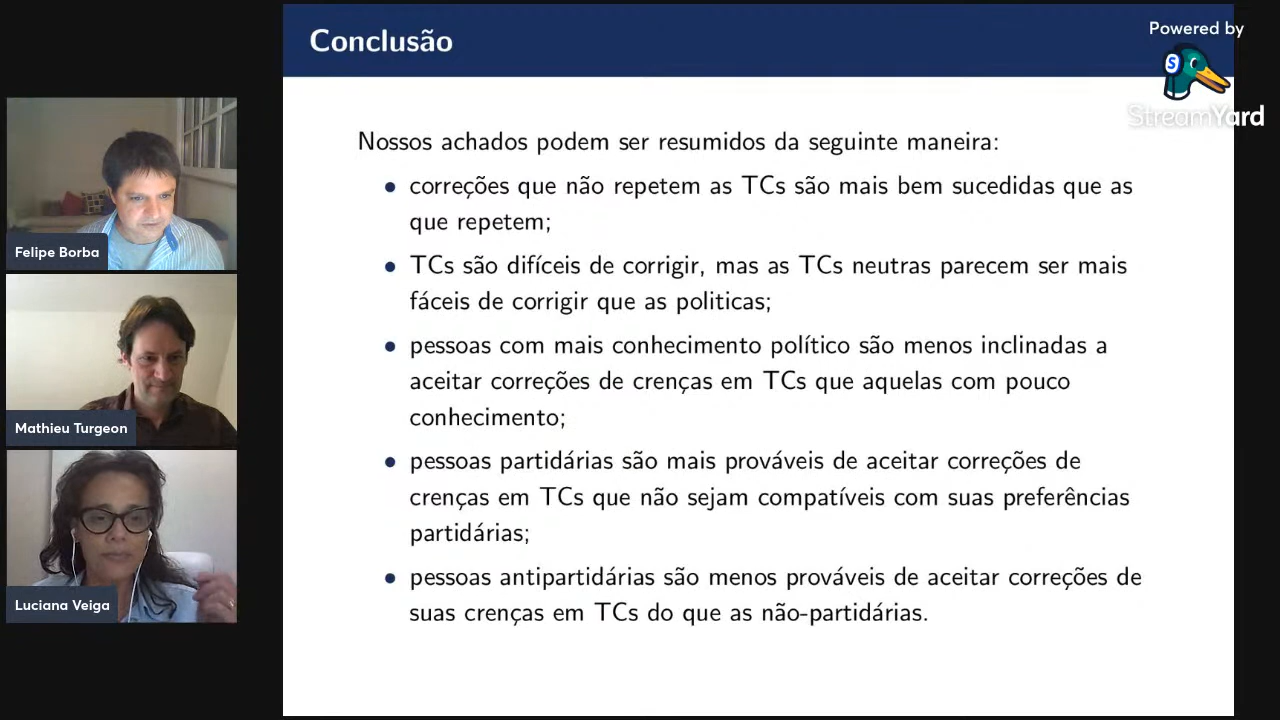 Conclusão
Powered by
S
StreamYard
Nossos achados podem ser resumidos da seguinte maneira:
• correções que não repetem as TCs são mais bem sucedidas que as
que repetem;
• TCs são difíceis de corrigir, mas as TCs neutras parecem ser mais
fáceis de corrigir que as politicas;
• pessoas com mais conhecimento político são menos inclinadas a
aceitar correções de crenças em TCs que aquelas com pouco
conhecimento;
• pessoas partidárias são mais prováveis de aceitar correções de
crenças em TCs que não sejam compatíveis com suas preferências
partidárias;
• pessoas antipartidárias são menos prováveis de aceitar correções de
suas crenças em TCs do que as não-partidárias.
Felipe Borba
Mathieu Turgeon
Luciana Veiga